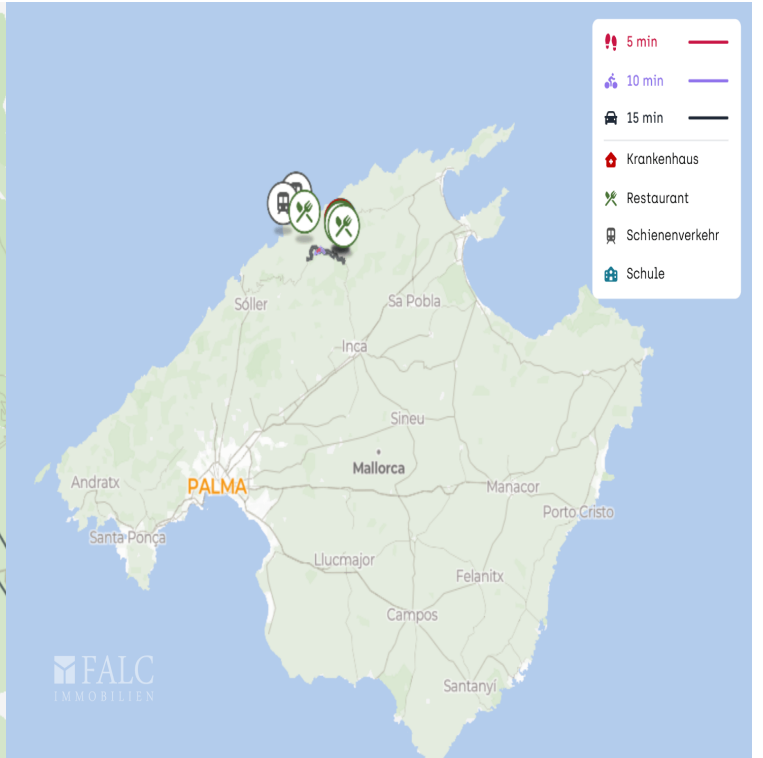 5 min
10 min
15 min
Krankenhaus
Restaurant
Schienenverkehr
Schule
Sóller
Sa Pobla
Inca
Sineu
Mallorca
Andratx
PALMA
Manacor
Porto Cristo
Santa Ponça
Llucmajor
Felanitx
Campos
Santanyi
FALC
IMMOBILIEN